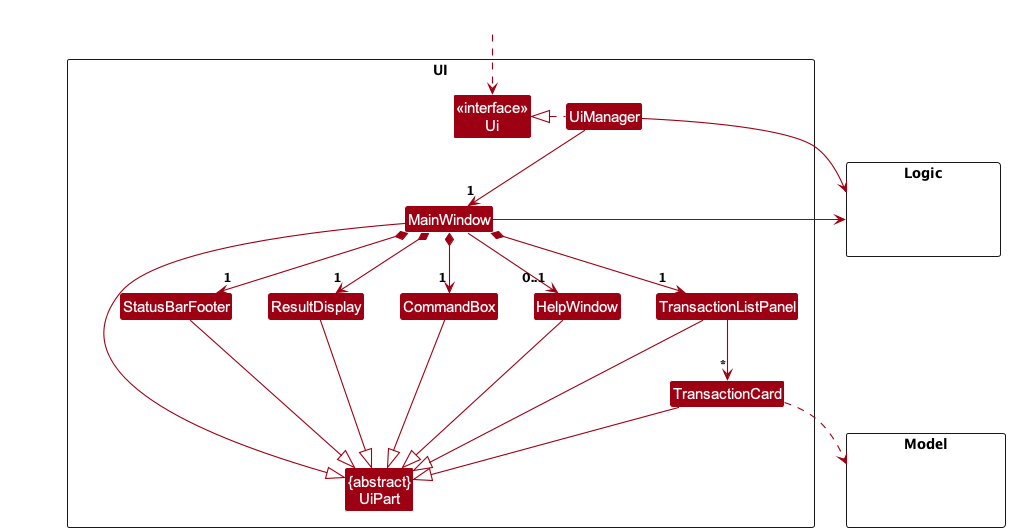 UI
«interface»
Ui
UiManager
Logic
1
MainWindow
1
1
1
0..1
1
StatusBarFooter
ResultDisplay
CommandBox
HelpWindow
TransactionListPanel
*
TransactionCard
Model
{abstract}
UiPart